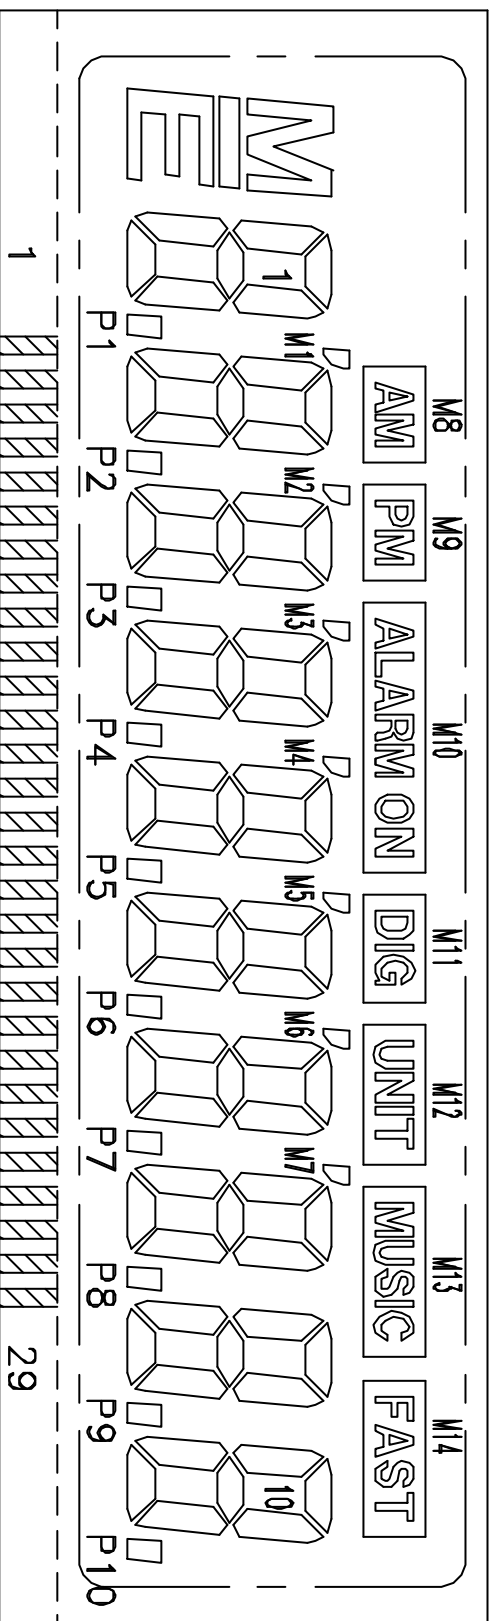 M8 M9 M10 M11 M12 M13 M14
AM PM ALARM ON DIG UNIT MUSIC FAST
M1 M2 M3 M4 M5 M6 M7
M
E
1 10
P1 P2 P3 P4 P5 P6 P7 P8 P9 P10
1 29